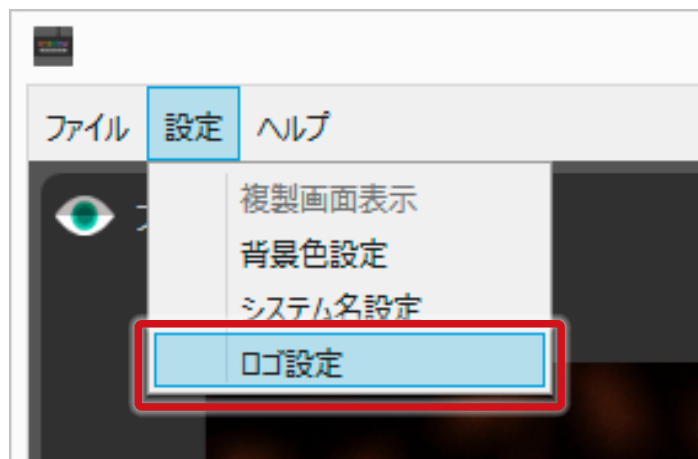 ファイル 設定 ヘルプ
複製画面表示
背景色設定
システム名設定
ロゴ設定